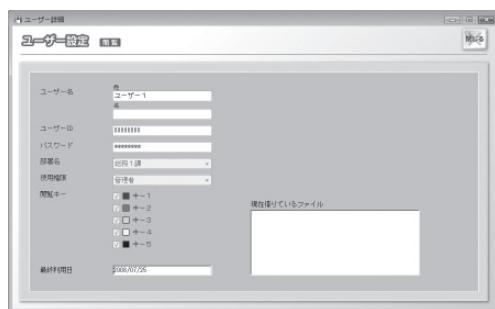 ユーザー詳細
ユーザー設定 閲覧
閉じる
ユーザー名
姓
ユーザー1
名
ユーザーID
パスワード ********
部署名 総務1課
使用権限 管理者
閲覧キー
キー1
キー2
キー3
キー4
キー5
現在借りているファイル
最終利用日 2008/07/25